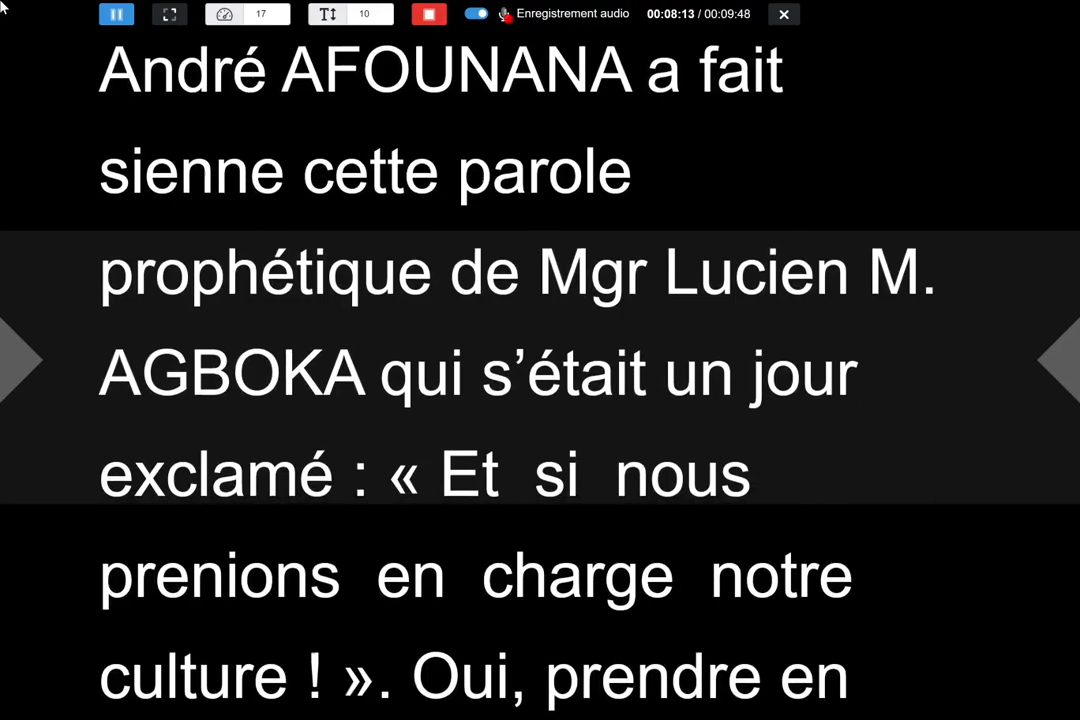 17 10 Enregistrement audio 00:08:13 / 00:09:48
André AFOUNANA a fait
sienne cette parole
prophétique de Mgr Lucien M.
AGBOKA qui s’était un jour
exclamé : « Et si nous
prenions en charge notre
culture ! ». Oui, prendre en